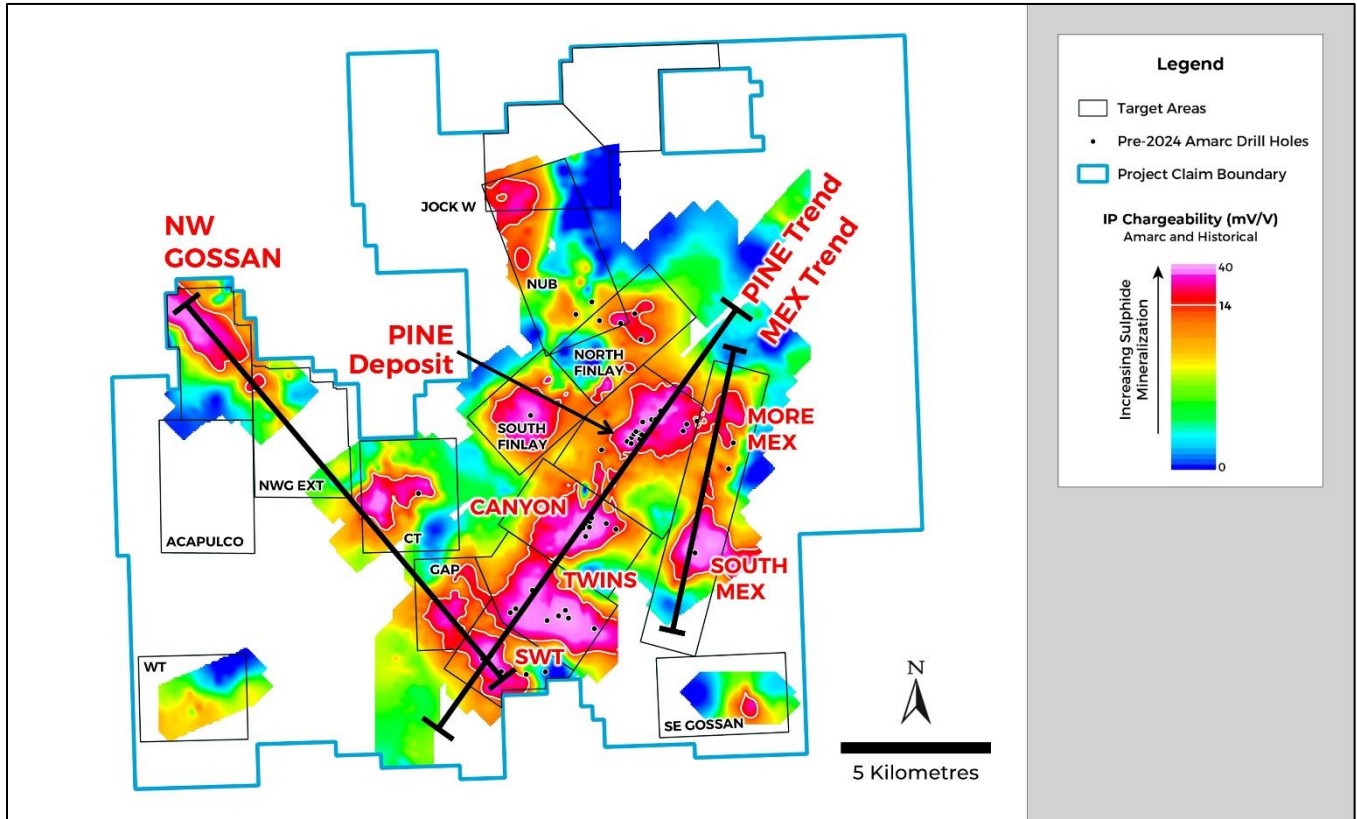 JOCK W
NW
GOSSAN
NUB
PINE Trend
MEX Trend
PINE
Deposit
NORTH
FINLAY
SOUTH
FINLAY
MORE
MEX
NWG EXT
CANYON
ACAPULCO
CT
GAP
TWINS
SOUTH
MEX
SWT
WT
SE GOSSAN
N
5 Kilometres
Legend
Target Areas
Pre-2024 Amarc Drill Holes
Project Claim Boundary
IP Chargeability (mV/V)
Amarc and Historical
Increasing Sulphide
Mineralization
40
14
0